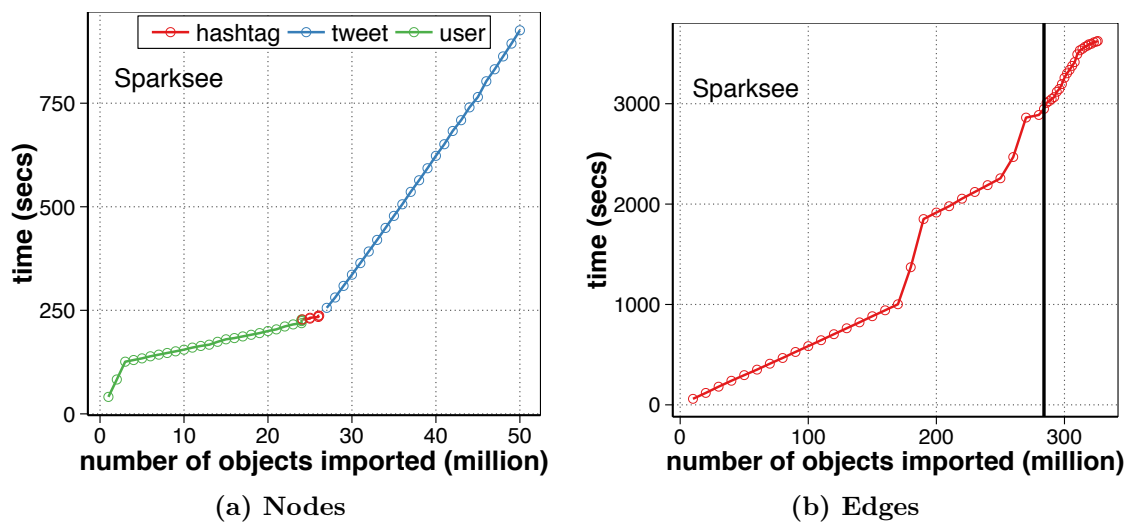 hashtag tweet user
Sparksee
750
500
250
0
time (secs)
0 10 20 30 40 50
number of objects imported (million)
(a) Nodes
Sparksee
3000
2000
1000
0
time (secs)
0 100 200 300
number of objects imported (million)
(b) Edges